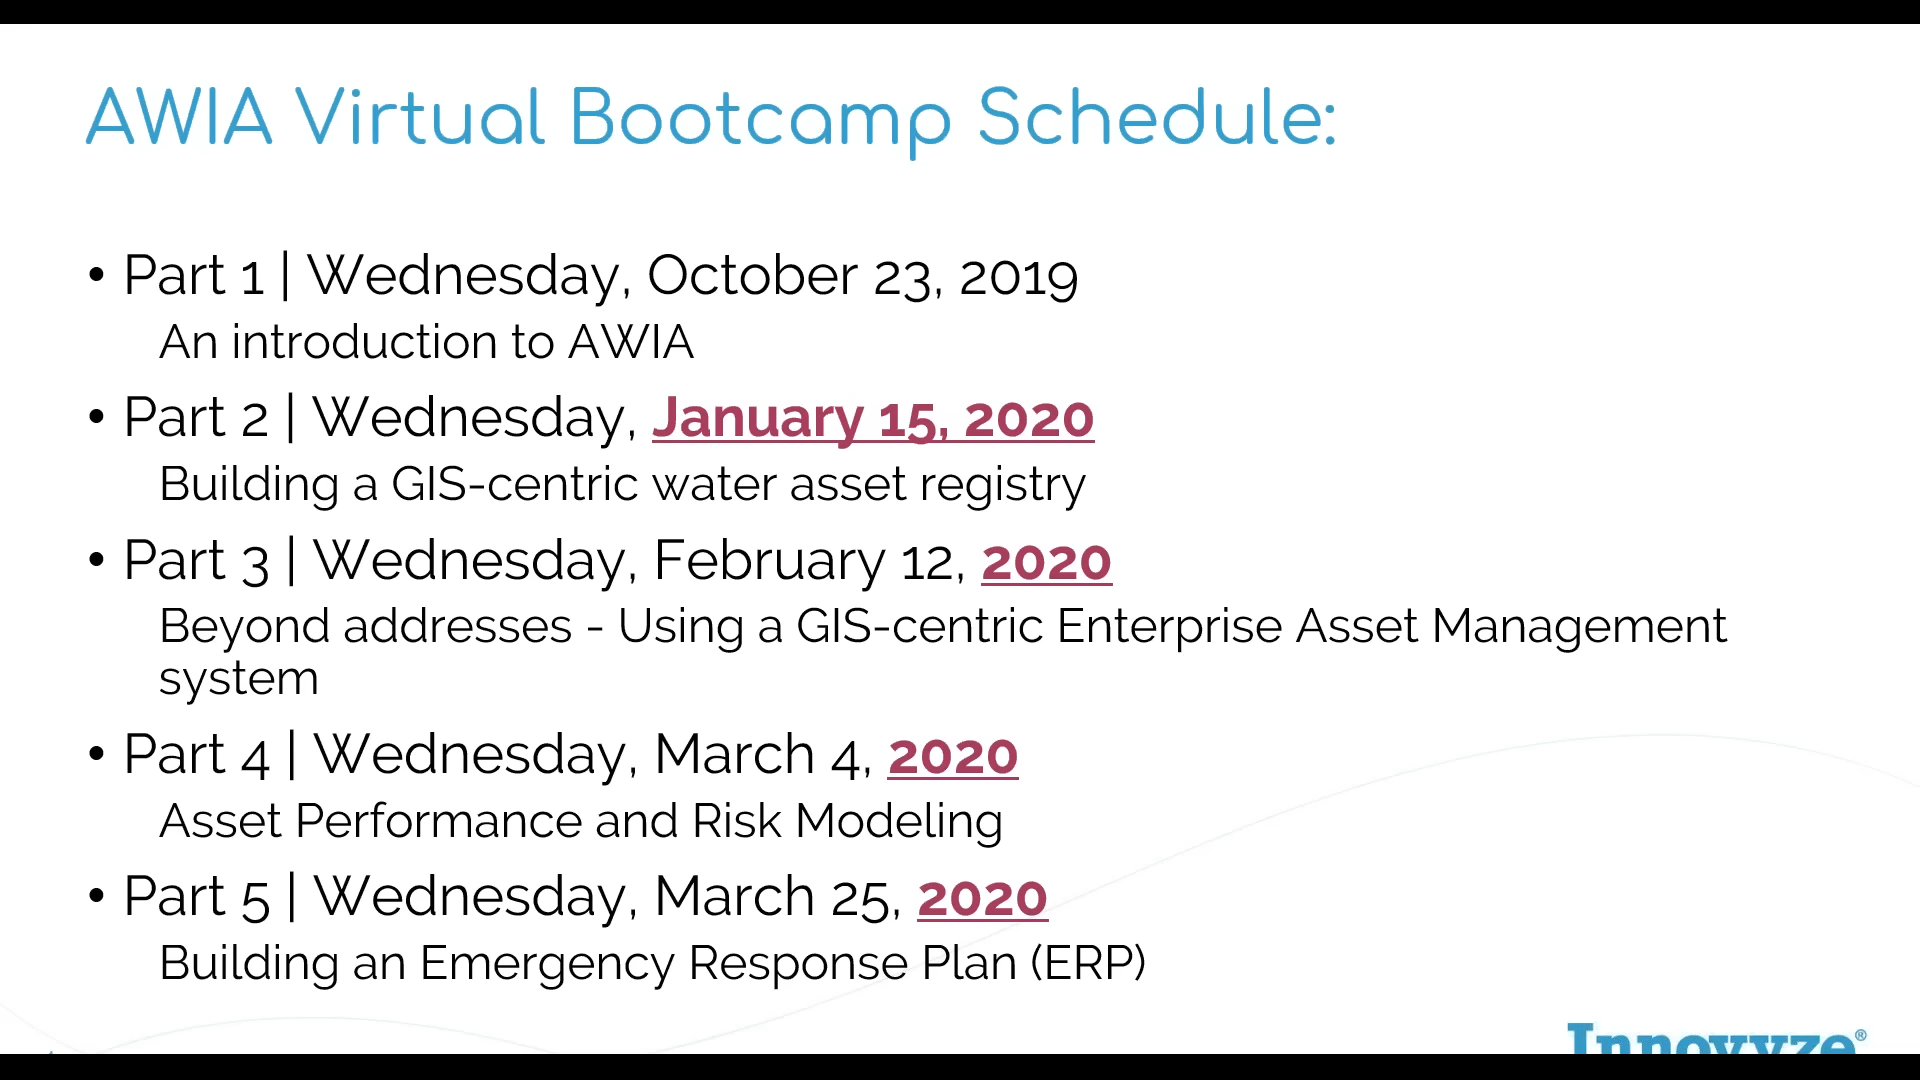 AWIA Virtual Bootcamp Schedule:
• Part 1 | Wednesday, October 23, 2019
An introduction to AWIA
• Part 2 | Wednesday, January 15, 2020
Building a GIS-centric water asset registry
• Part 3 | Wednesday, February 12, 2020
Beyond addresses - Using a GIS-centric Enterprise Asset Management
system
• Part 4 | Wednesday, March 4, 2020
Asset Performance and Risk Modeling
• Part 5 | Wednesday, March 25, 2020
Building an Emergency Response Plan (ERP)
Innovyze®